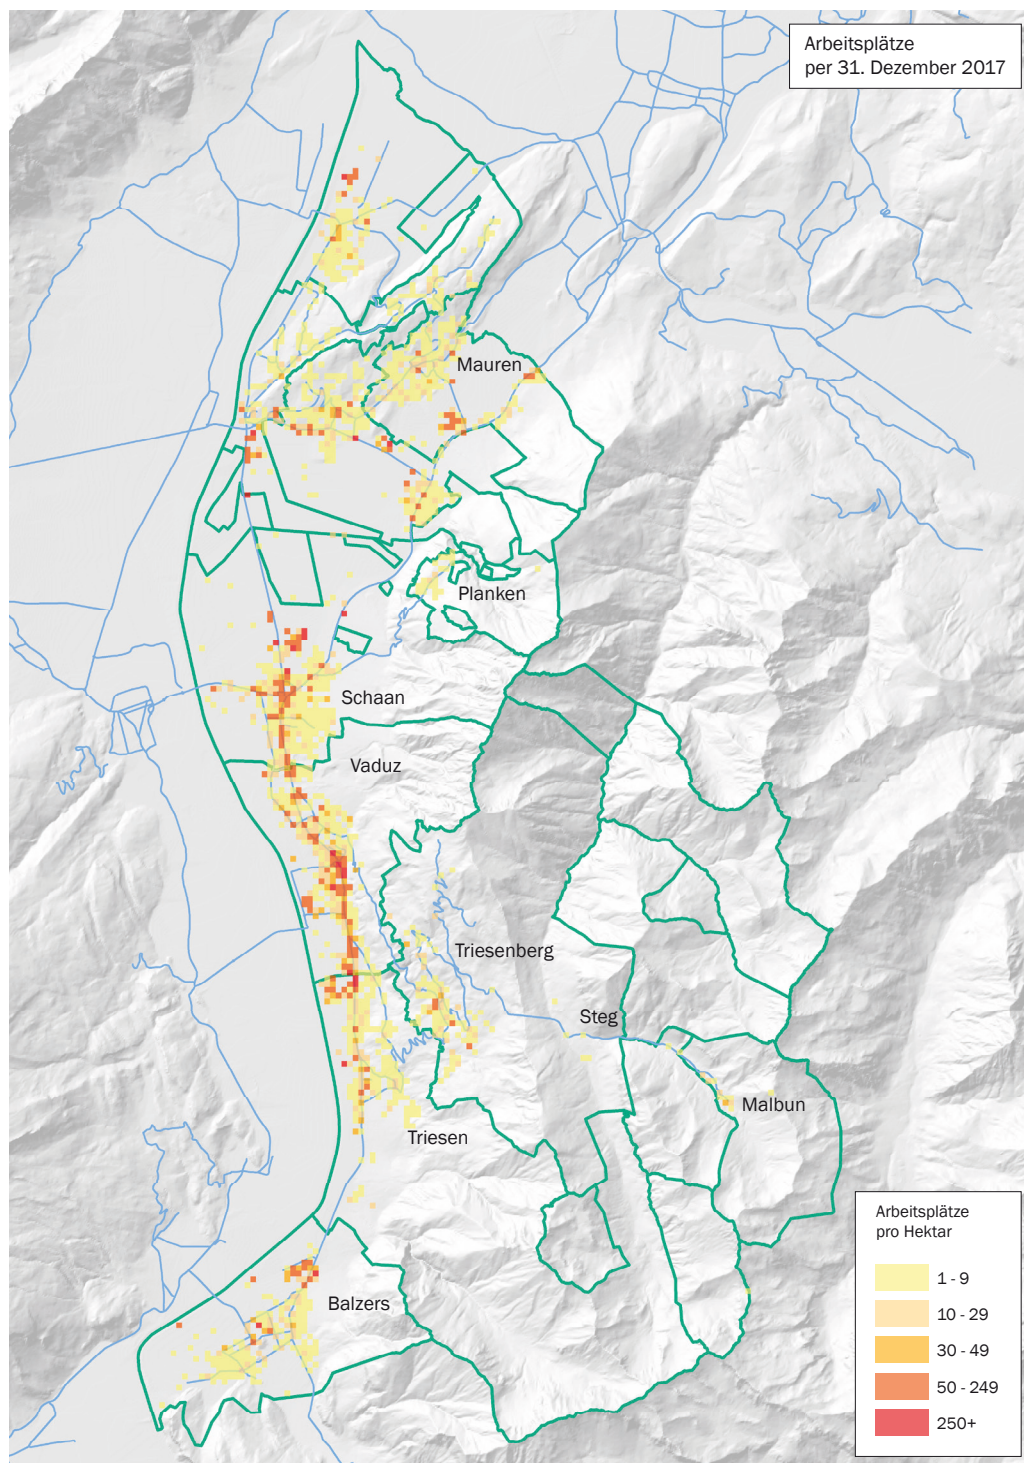 Arbeitsplätze
per 31. Dezember 2017
Mauren
Planken
Schaan
Vaduz
Triesenberg
Steg
Malbun
Triesen
Balzers
Arbeitsplätze
pro Hektar
1 - 9
10 - 29
30 - 49
50 - 249
250+